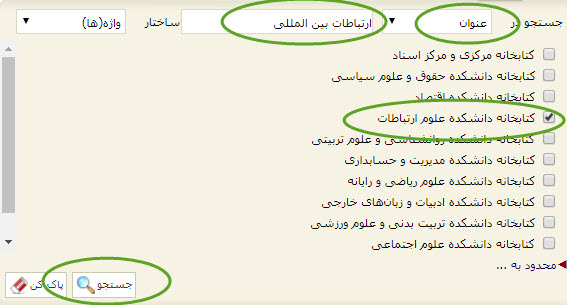 جستجو در عنوان ارتباطات بین المللی ساختار واژه(ها)
کتابخانه مرکزی و مرکز اسناد
کتابخانه دانشکده حقوق و علوم سیاسی
کتابخانه دانشکده اقتصاد
کتابخانه دانشکده علوم ارتباطات
کتابخانه دانشکده روانشناسی و علوم تربیتی
کتابخانه دانشکده مدیریت و حسابداری
کتابخانه دانشکده علوم ریاضی و رایانه
کتابخانه دانشکده ادبیات و زبان‌های خارجی
کتابخانه دانشکده تربیت بدنی و علوم ورزشی
کتابخانه دانشکده علوم اجتماعی
محدود به ...
جستجو پاک کن